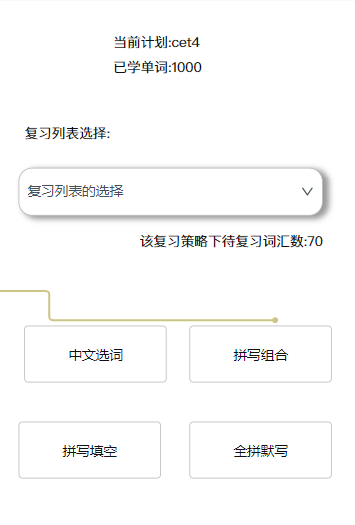 当前计划:cet4
已学单词:1000
复习列表选择:
复习列表的选择
该复习策略下待复习词汇数:70
中文选词
拼写组合
拼写填空
全拼默写